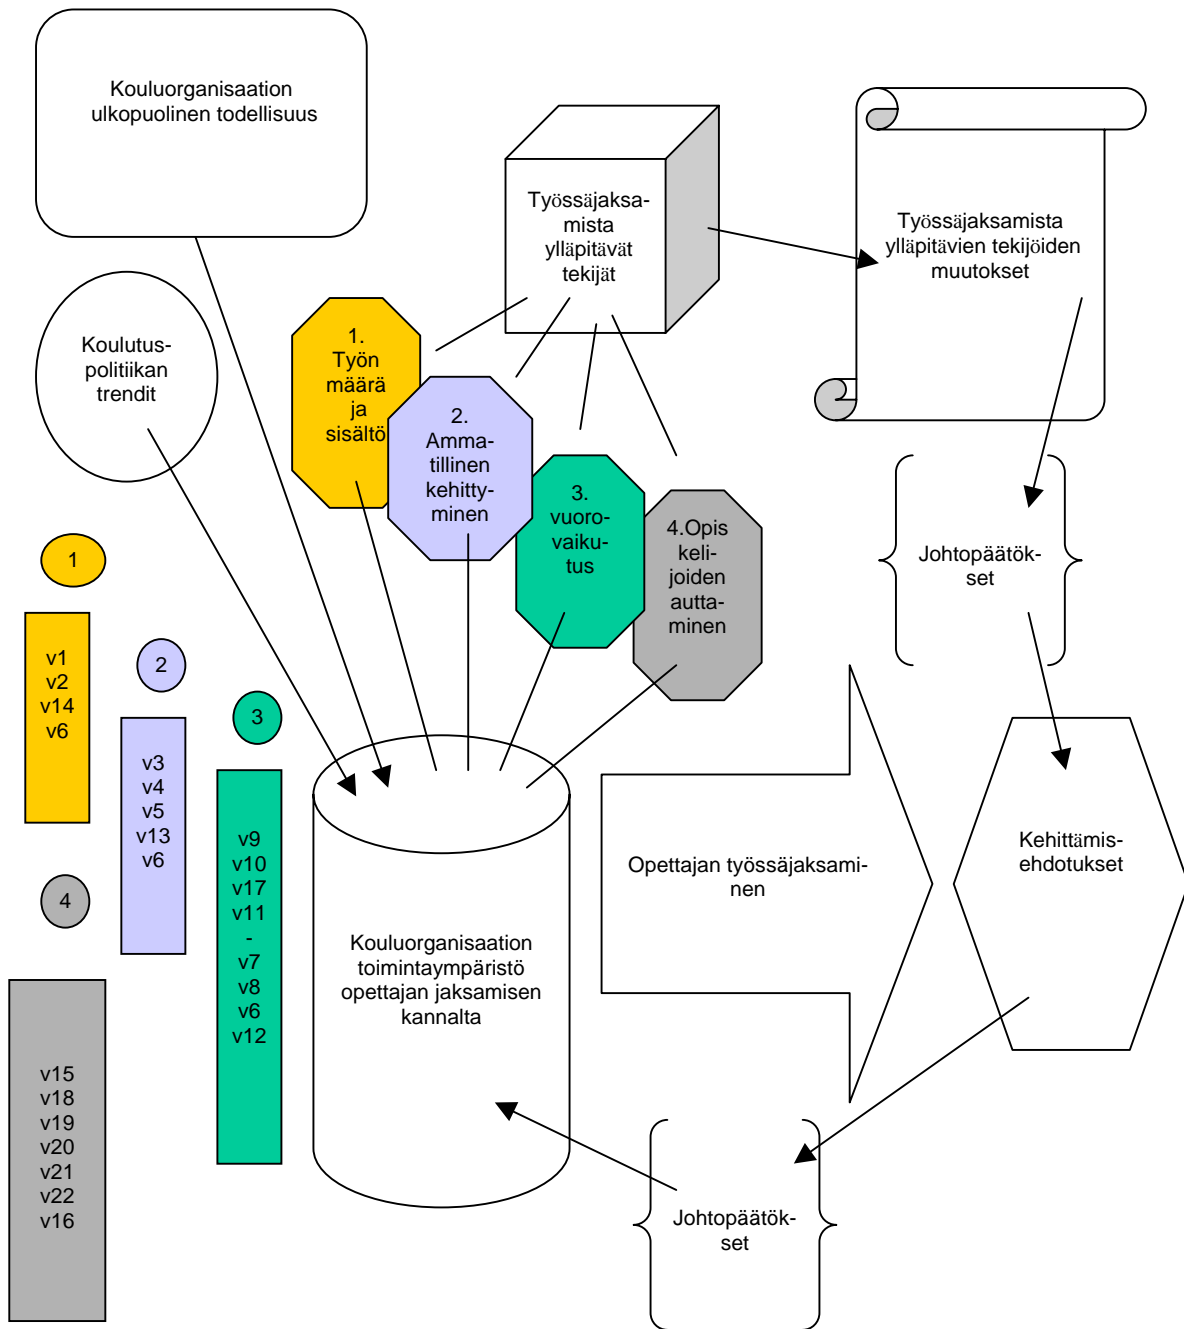 Kouluorganisaation
ulkopuolinen todellisuus
Työssäjaksa-
mista
ylläpitävät
tekijät
Työssäjaksamista
ylläpitävien tekijöiden
muutokset
Koulutus-
politiikan
trendit
1.
Työn
määrä
ja
sisältö
2.
Amma-
tillinen
kehitty-
minen
3.
vuoro-
vaiku-
tus
4.Opis
keli-
joiden
autta-
minen
Johtopäätök-
set
1
v1
v2
v14
v6
2
v3
v4
v5
v13
v6
3
v9
v10
v17
v11
-
v7
v8
v6
v12
4
v15
v18
v19
v20
v21
v22
v16
Kouluorganisaation
toimintaympäristö
opettajan jaksamisen
kannalta
Opettajan työssäjaksami-
nen
Kehittämis-
ehdotukset
Johtopäätök-
set